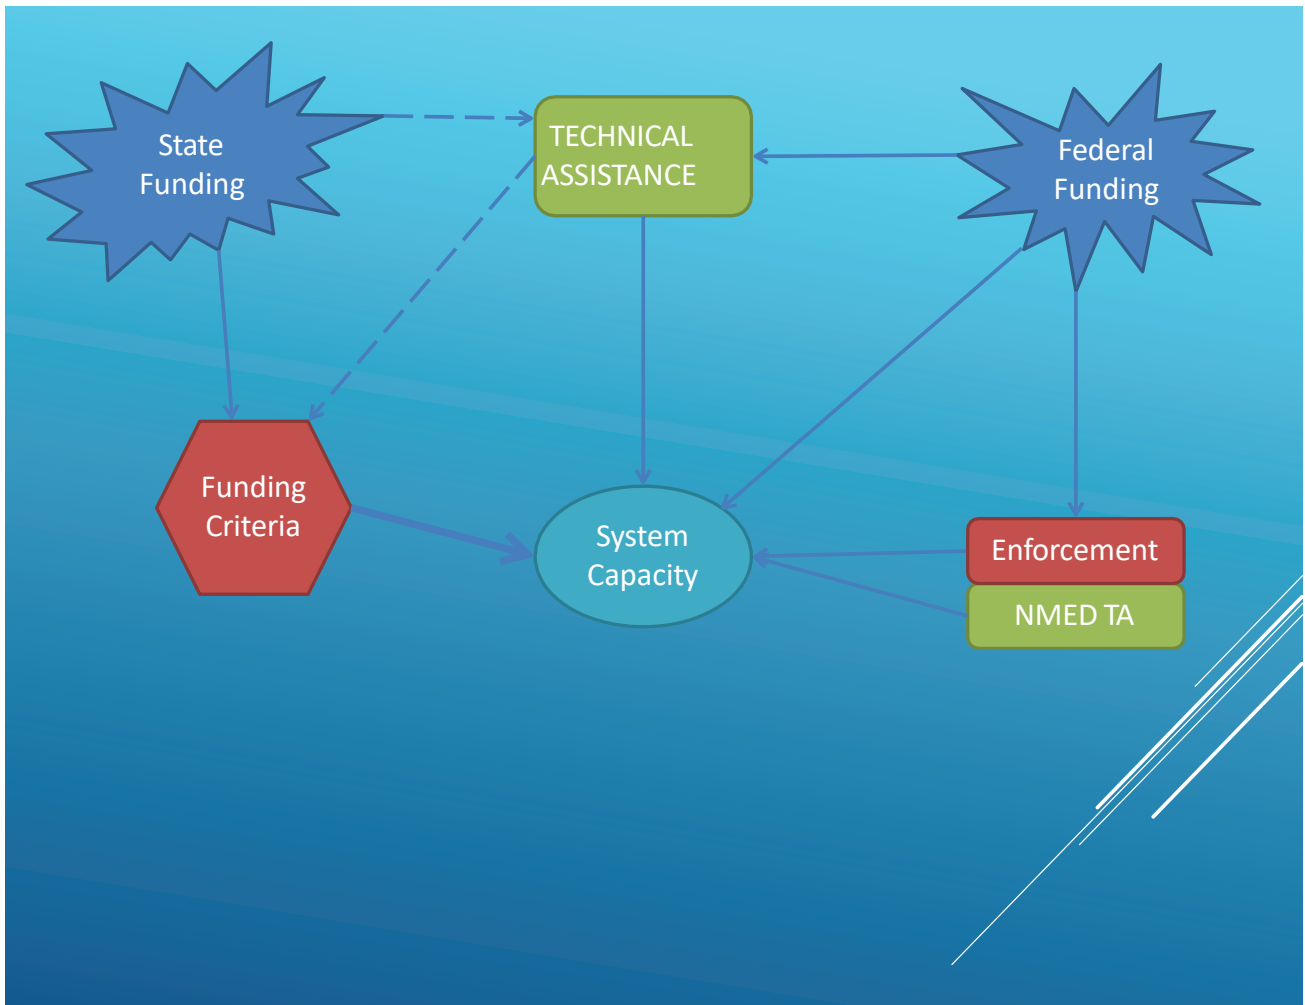 State
Funding
TECHNICAL
ASSISTANCE
Federal
Funding
Funding
Criteria
System
Capacity
Enforcement
NMED TA